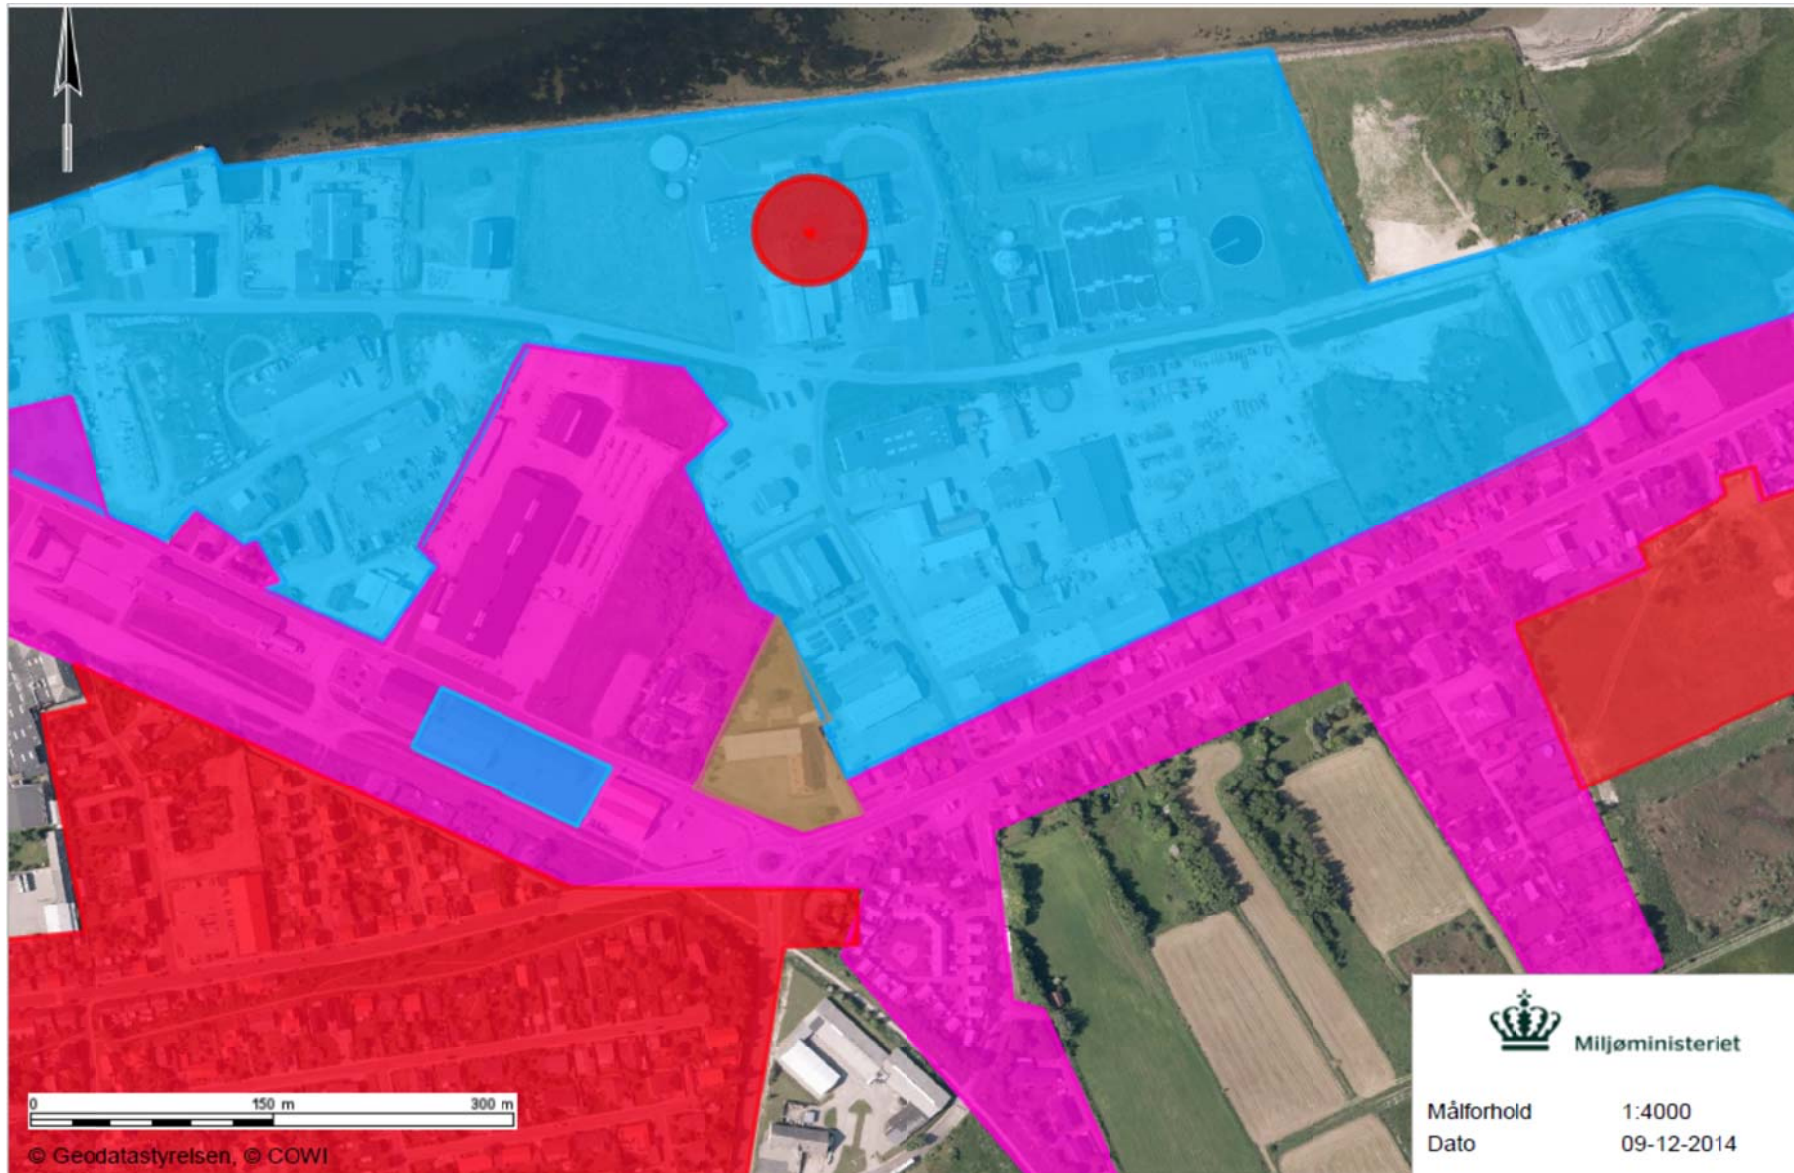 0 150 m 300 m
© Geodatastyrelsen, © COWI
Miljøministeriet
Målforhold 1:4000
Dato 09-12-2014